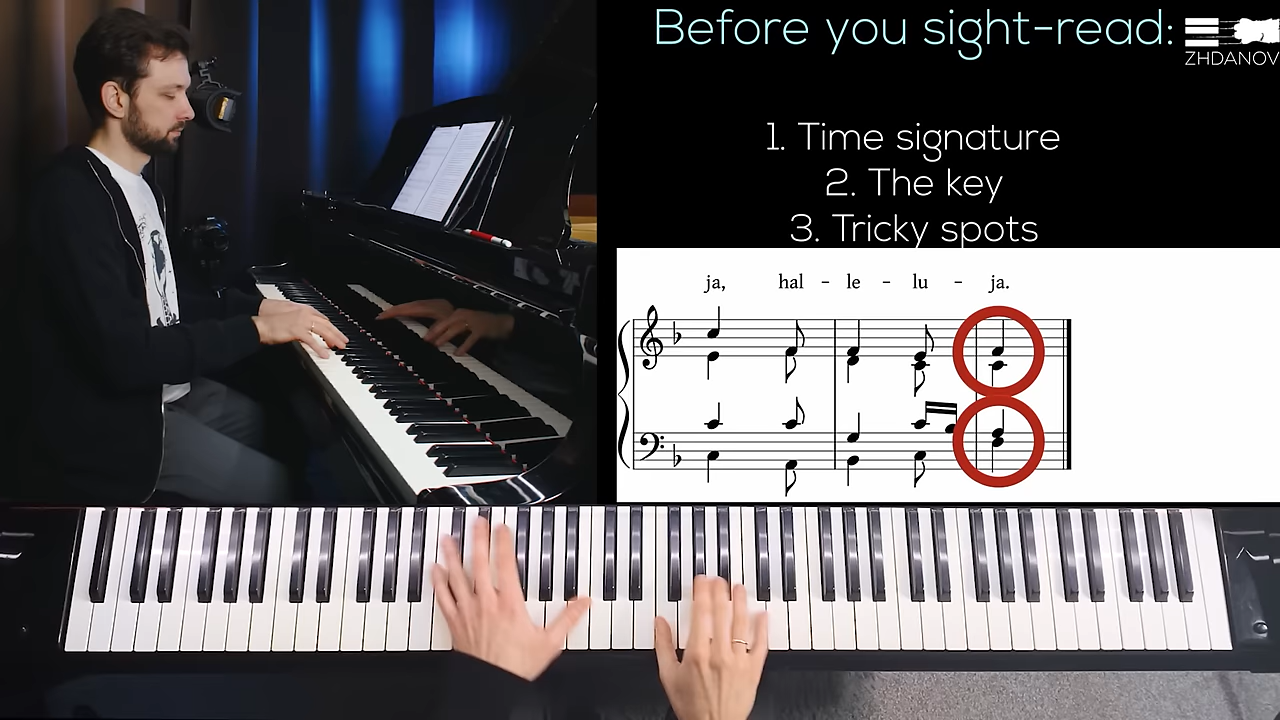 Before you sight-read:
ZHDANOV
1. Time signature
2. The key
3. Tricky spots
ja, hal - le - lu - ja.